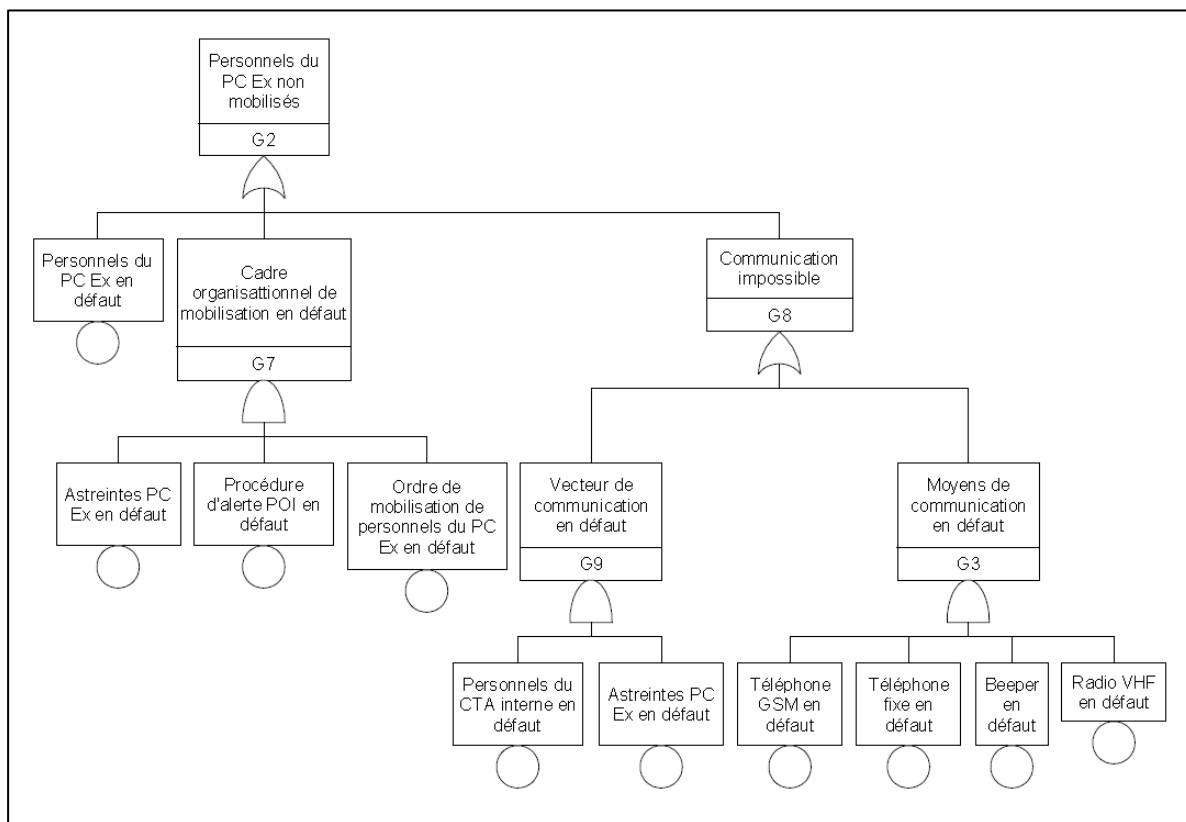 Personnels du
PC Ex non
mobilisés
G2
Personnels du
PC Ex en
défaut
Cadre
organisattionnel de
mobilisation en défaut
G7
Communication
impossible
G8
Astreintes PC
Ex en défaut
Procédure
d'alerte POI en
défaut
Ordre de
mobilisation de
personnels du PC
Ex en défaut
Vecteur de
communication
en défaut
G9
Moyens de
communication
en défaut
G3
Personnels du
CTA interne en
défaut
Astreintes PC
Ex en défaut
Téléphone
GSM en
défaut
Téléphone
fixe en
défaut
Beeper
en
défaut
Radio VHF
en défaut